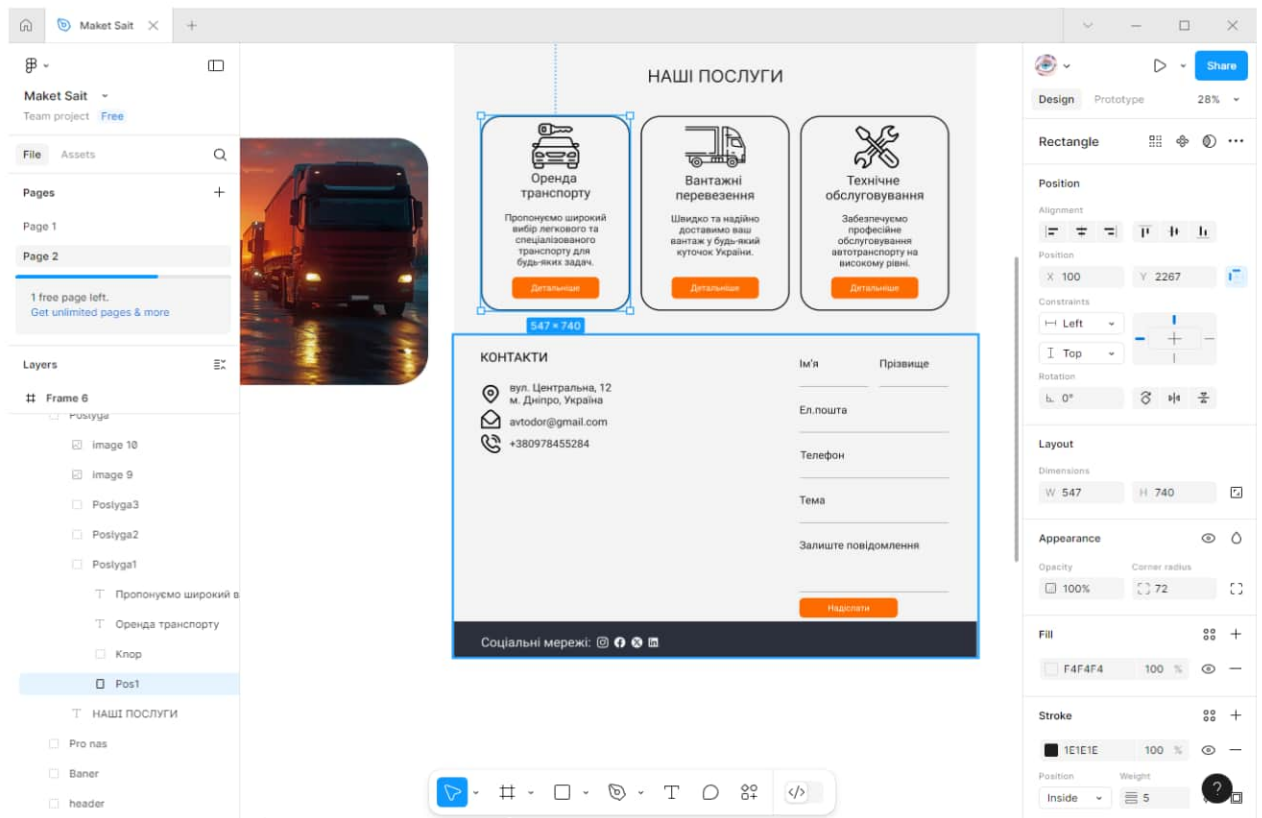 Maket Sait
Maket Sait
Team project Free
File Assets
Pages
Page 1
Page 2
1 free page left.
Get unlimited pages & more
Layers
Frame 6
Poslyga
image 10
image 9
Poslyga3
Poslyga2
Poslyga1
Пропонуємо широкий в
Оренда транспорту
Knop
Pos1
НАШІ ПОСЛУГИ
Pro nas
Baner
header
НАШІ ПОСЛУГИ
Оренда
транспорту
Пропонуємо широкий
вибір легкового та
спеціалізованого
транспорту для
будь-яких задач.
Детальніше
Вантажні
перевезення
Швидко та надійно
доставимо ваш
вантаж у будь-який
куточок України.
Детальніше
Технічне
обслуговування
Забезпечуємо
професійне
обслуговування
автотранспорту на
високому рівні.
Детальніше
547 × 740
КОНТАКТИ
вул. Центральна, 12
м. Дніпро, Україна
avtodor@gmail.com
+380978455284
Ім'я Прізвище
Ел.пошта
Телефон
Тема
Залиште повідомлення
Надіслати
Соціальні мережі:
Share
Design Prototype 28%
Rectangle
Position
Alignment
Position
X 100 Y 2267
Constraints
Left
Top
Rotation
0°
Layout
Dimensions
W 547 H 740
Appearance
Opacity Corner radius
100% 72
Fill
F4F4F4 100 %
Stroke
1E1E1E 100 %
Position Weight
Inside 5
?